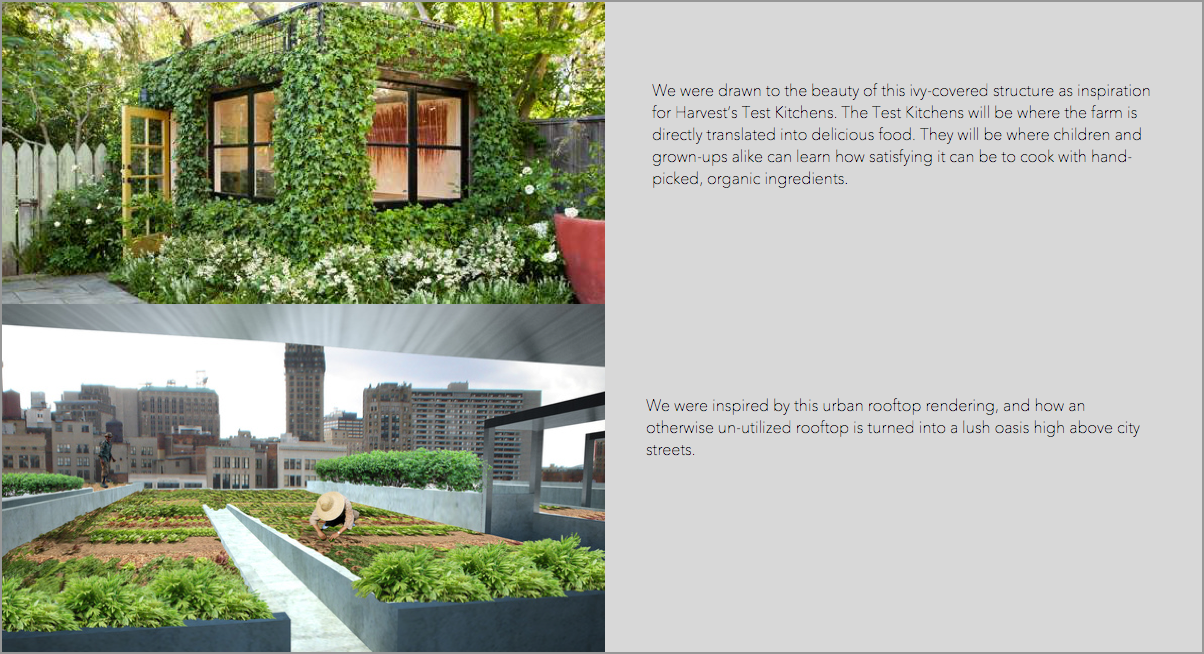 We were drawn to the beauty of this ivy-covered structure as inspiration
for Harvest's Test Kitchens. The Test Kitchens will be where the farm is
directly translated into delicious food. They will be where children and
grown-ups alike can learn how satisfying it can be to cook with hand-
picked, organic ingredients.
We were inspired by this urban rooftop rendering, and how an
otherwise un-utilized rooftop is turned into a lush oasis high above city
streets.